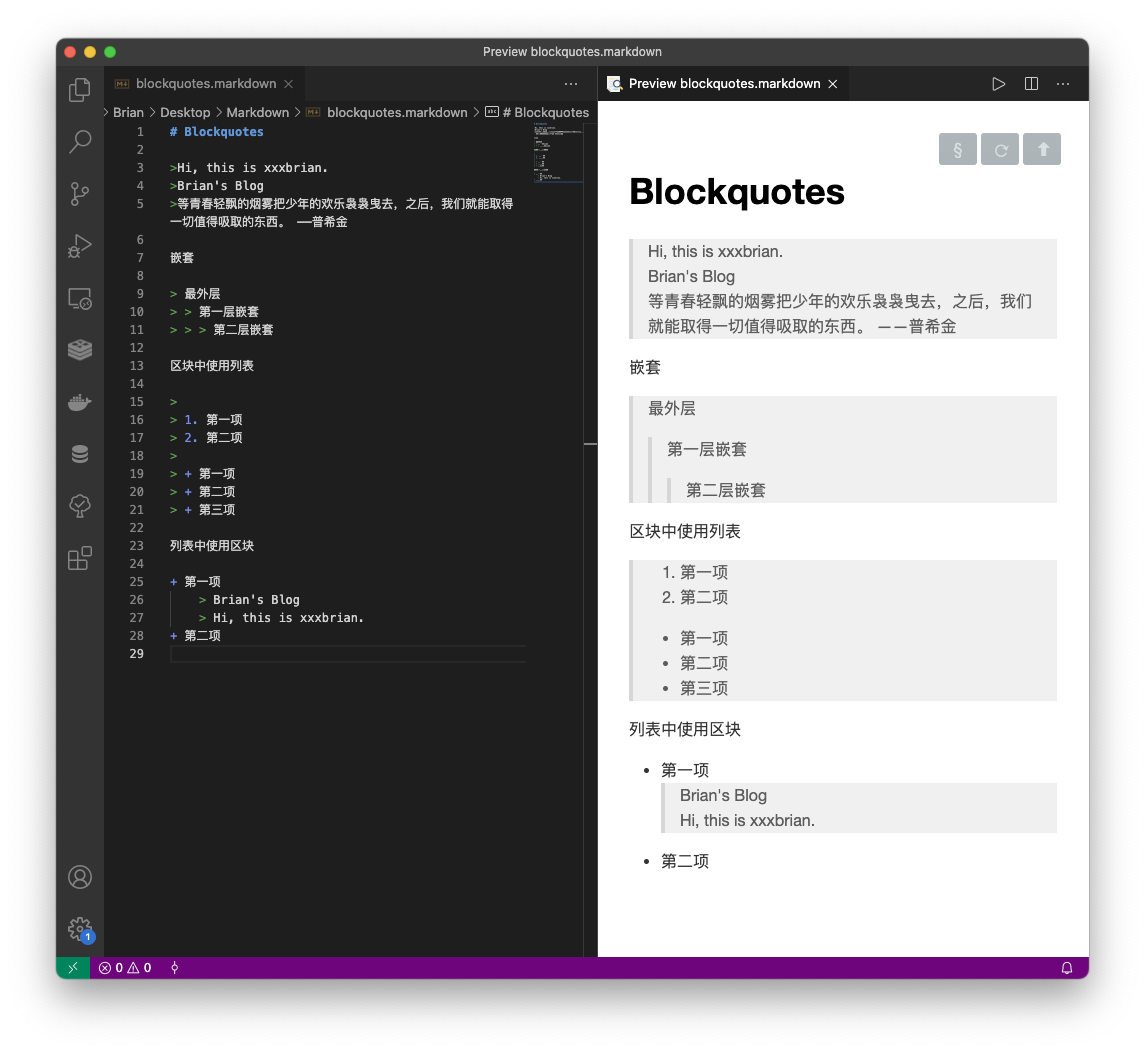 Preview blockquotes.markdown
blockquotes.markdown
Brian > Desktop > Markdown > blockquotes.markdown > # Blockquotes
1 # Blockquotes
2
3 >Hi, this is xxxbrian.
4 >Brian's Blog
5 >等青春轻飘的烟雾把少年的欢乐袅袅曳去，之后，我们就能取得
一切值得吸取的东西。 ——普希金
6
7 嵌套
8
9 > 最外层
10 > > 第一层嵌套
11 > > > 第二层嵌套
12
13 区块中使用列表
14
15 >
16 > 1. 第一项
17 > 2. 第二项
18 >
19 > + 第一项
20 > + 第二项
21 > + 第三项
22
23 列表中使用区块
24
25 + 第一项
26 > Brian's Blog
27 > Hi, this is xxxbrian.
28 + 第二项
29
Preview blockquotes.markdown
§
Blockquotes
Hi, this is xxxbrian.
Brian's Blog
等青春轻飘的烟雾把少年的欢乐袅袅曳去，之后，我们
就能取得一切值得吸取的东西。 ——普希金
嵌套
最外层
第一层嵌套
第二层嵌套
区块中使用列表
1. 第一项
2. 第二项
• 第一项
• 第二项
• 第三项
列表中使用区块
• 第一项
Brian's Blog
Hi, this is xxxbrian.
• 第二项
1
0 0